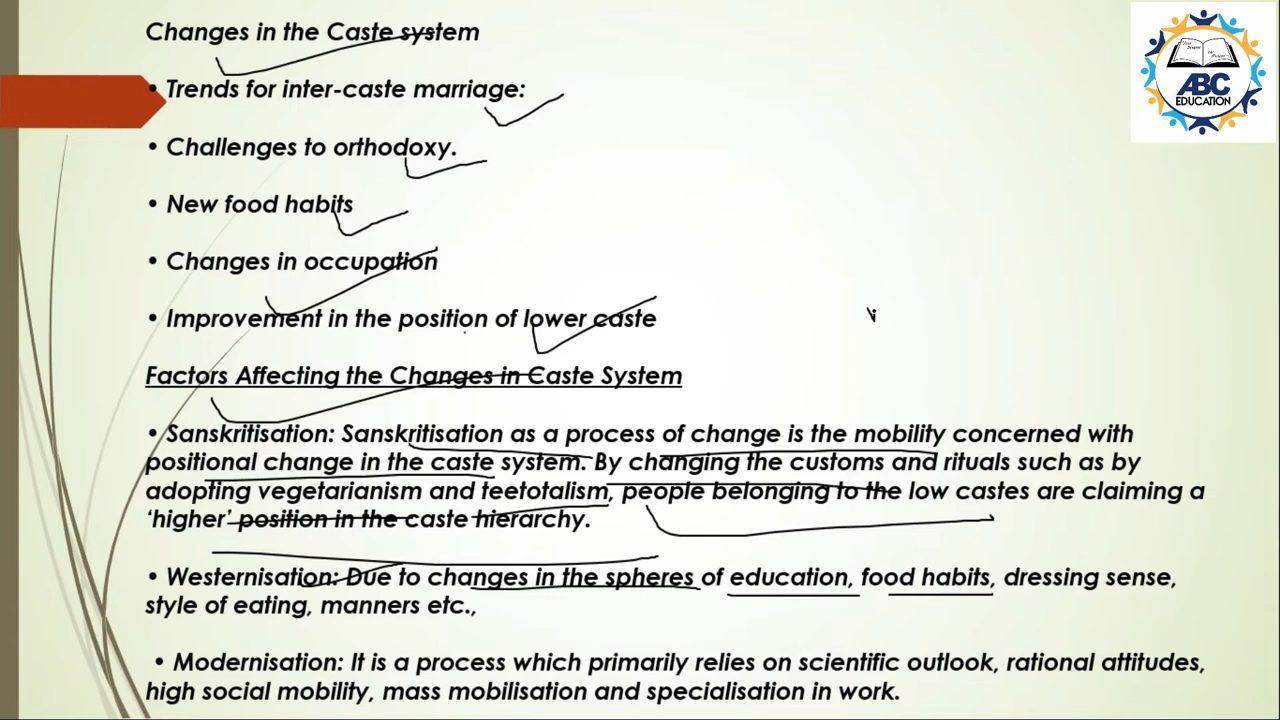 Changes in the Caste system
• Trends for inter-caste marriage:
• Challenges to orthodoxy.
• New food habits
• Changes in occupation
• Improvement in the position of lower caste
Factors Affecting the Changes in Caste System
• Sanskritisation: Sanskritisation as a process of change is the mobility concerned with
positional change in the caste system. By changing the customs and rituals such as by
adopting vegetarianism and teetotalism, people belonging to the low castes are claiming a
‘higher’ position in the caste hierarchy.
• Westernisation: Due to changes in the spheres of education, food habits, dressing sense,
style of eating, manners etc.,
• Modernisation: It is a process which primarily relies on scientific outlook, rational attitudes,
high social mobility, mass mobilisation and specialisation in work.
ABC
EDUCATION